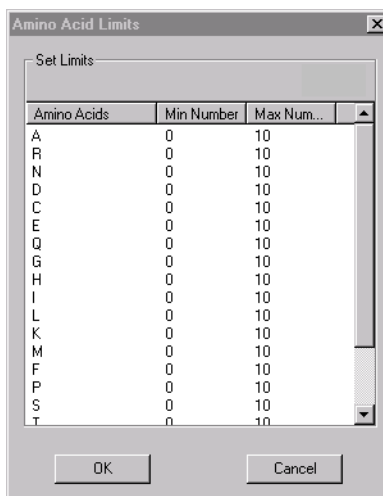 Amino Acid Limits
Set Limits
Amino Acids Min Number Max Num...
A 0 10
R 0 10
N 0 10
D 0 10
C 0 10
E 0 10
Q 0 10
G 0 10
H 0 10
I 0 10
L 0 10
K 0 10
M 0 10
F 0 10
P 0 10
S 0 10
T 0 10
OK Cancel